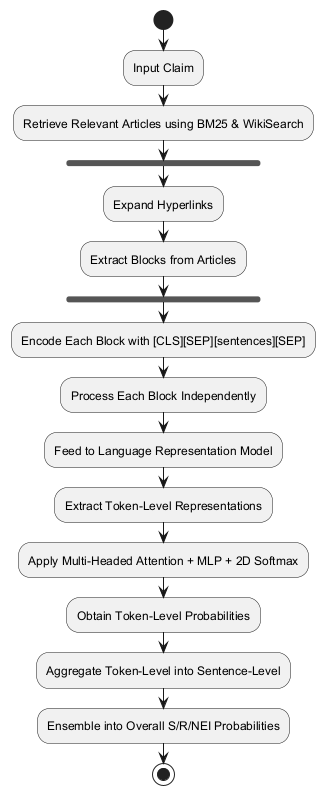 Input Claim
Retrieve Relevant Articles using BM25 & WikiSearch
Expand Hyperlinks
Extract Blocks from Articles
Encode Each Block with [CLS][SEP][sentences][SEP]
Process Each Block Independently
Feed to Language Representation Model
Extract Token-Level Representations
Apply Multi-Headed Attention + MLP + 2D Softmax
Obtain Token-Level Probabilities
Aggregate Token-Level into Sentence-Level
Ensemble into Overall S/R/NEI Probabilities